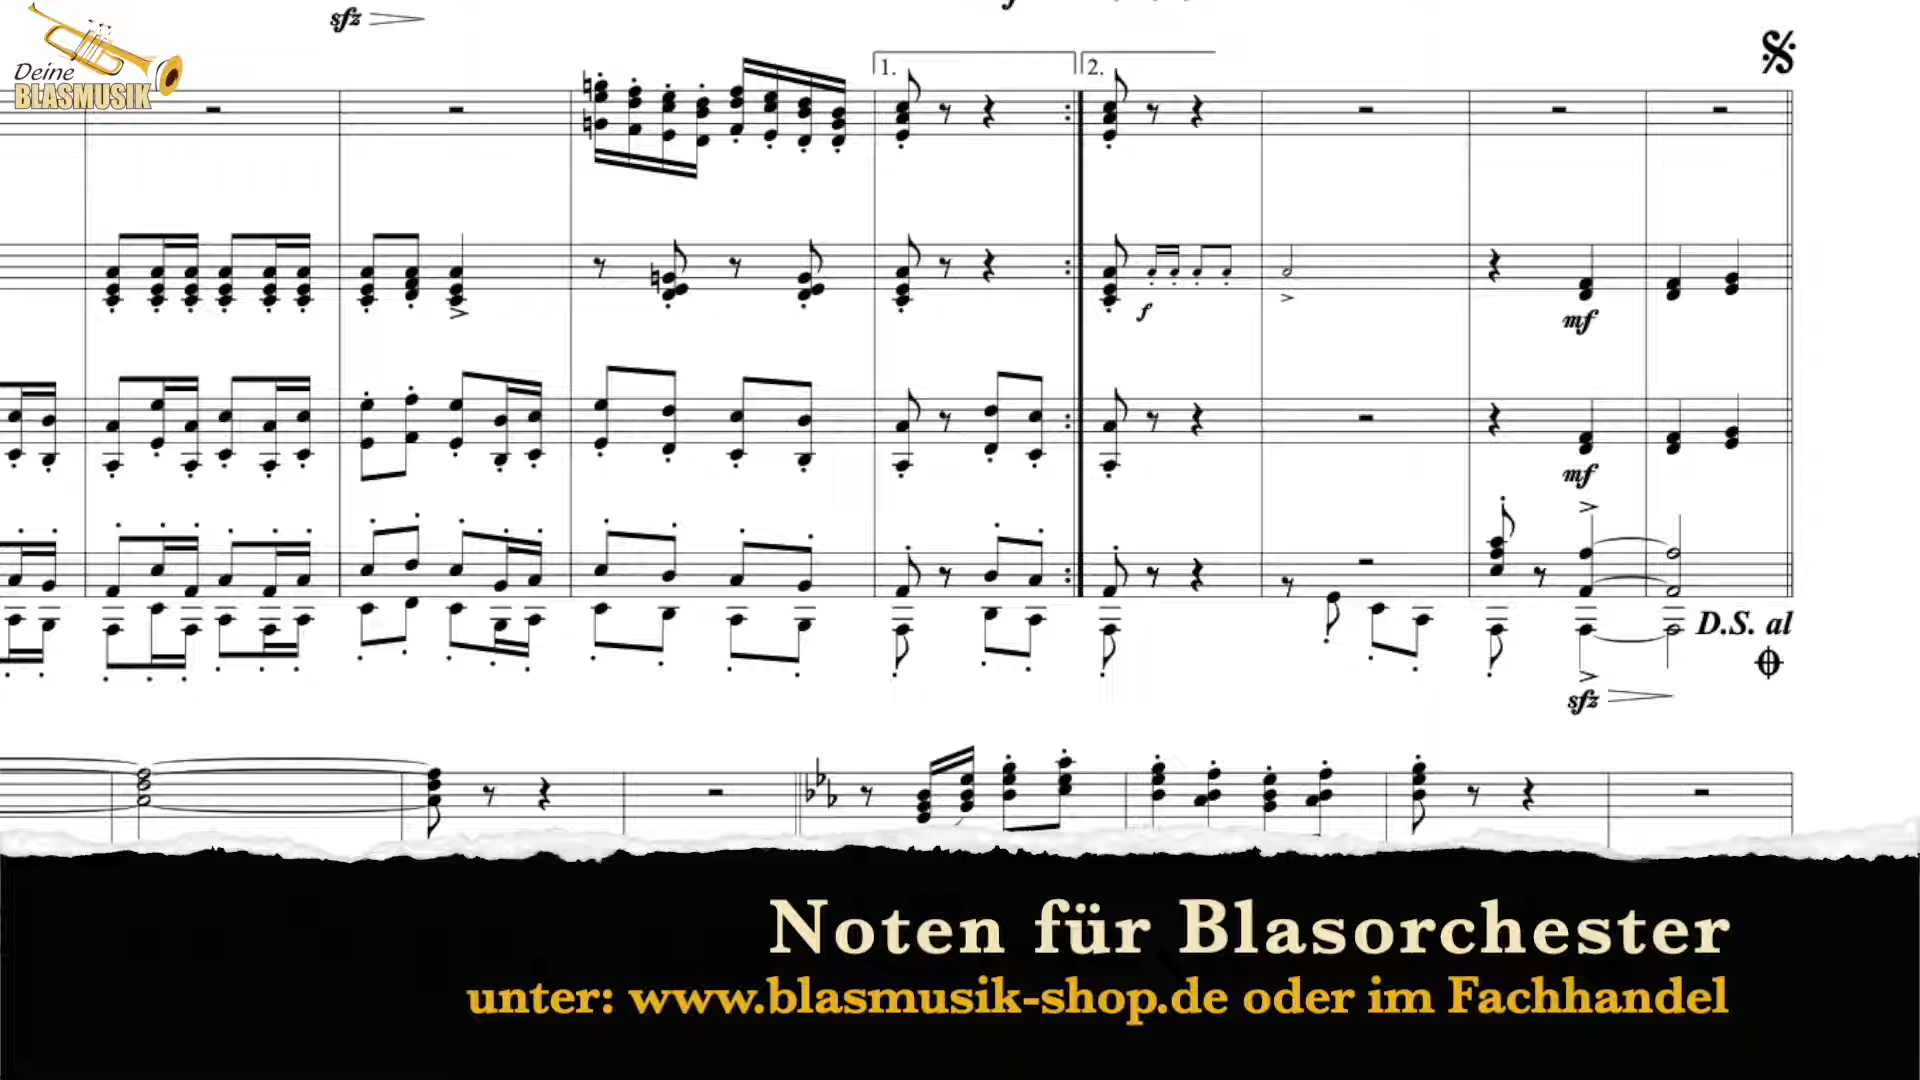 sfz
Deine
BLASMUSIK
1.
2.
f
mf
mf
D.S. al
sfz
Noten für Blasorchester
unter: www.blasmusik-shop.de oder im Fachhandel